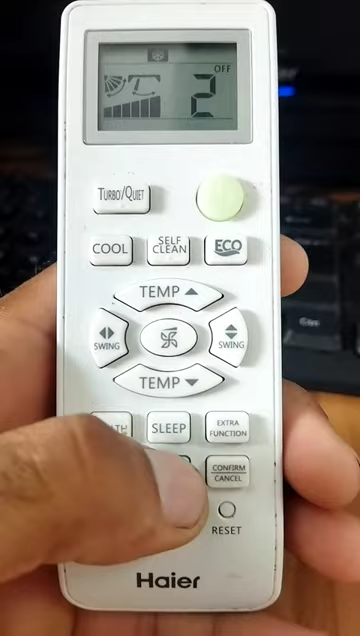 OFF
2
TURBO/QUIET
COOL
SELF
CLEAN
ECO
TEMP
SWING
SWING
TEMP
SLEEP
EXTRA
FUNCTION
CONFIRM
CANCEL
RESET
Haier